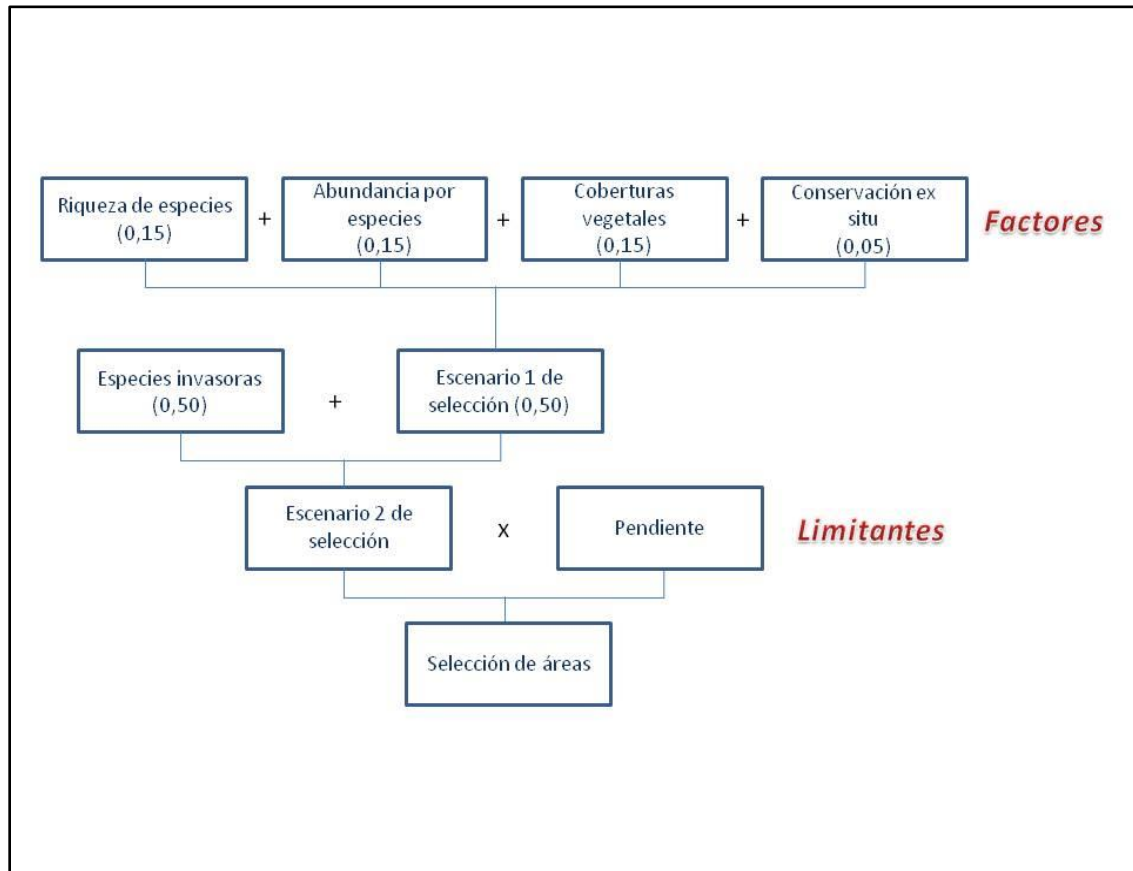 Riqueza de especies
(0,15)
+
Abundancia por
especies
(0,15)
+
Coberturas
vegetales
(0,15)
+
Conservación ex
situ
(0,05)
Factores
Especies invasoras
(0,50)
+
Escenario 1 de
selección (0,50)
Escenario 2 de
selección
X
Pendiente
Limitantes
Selección de áreas